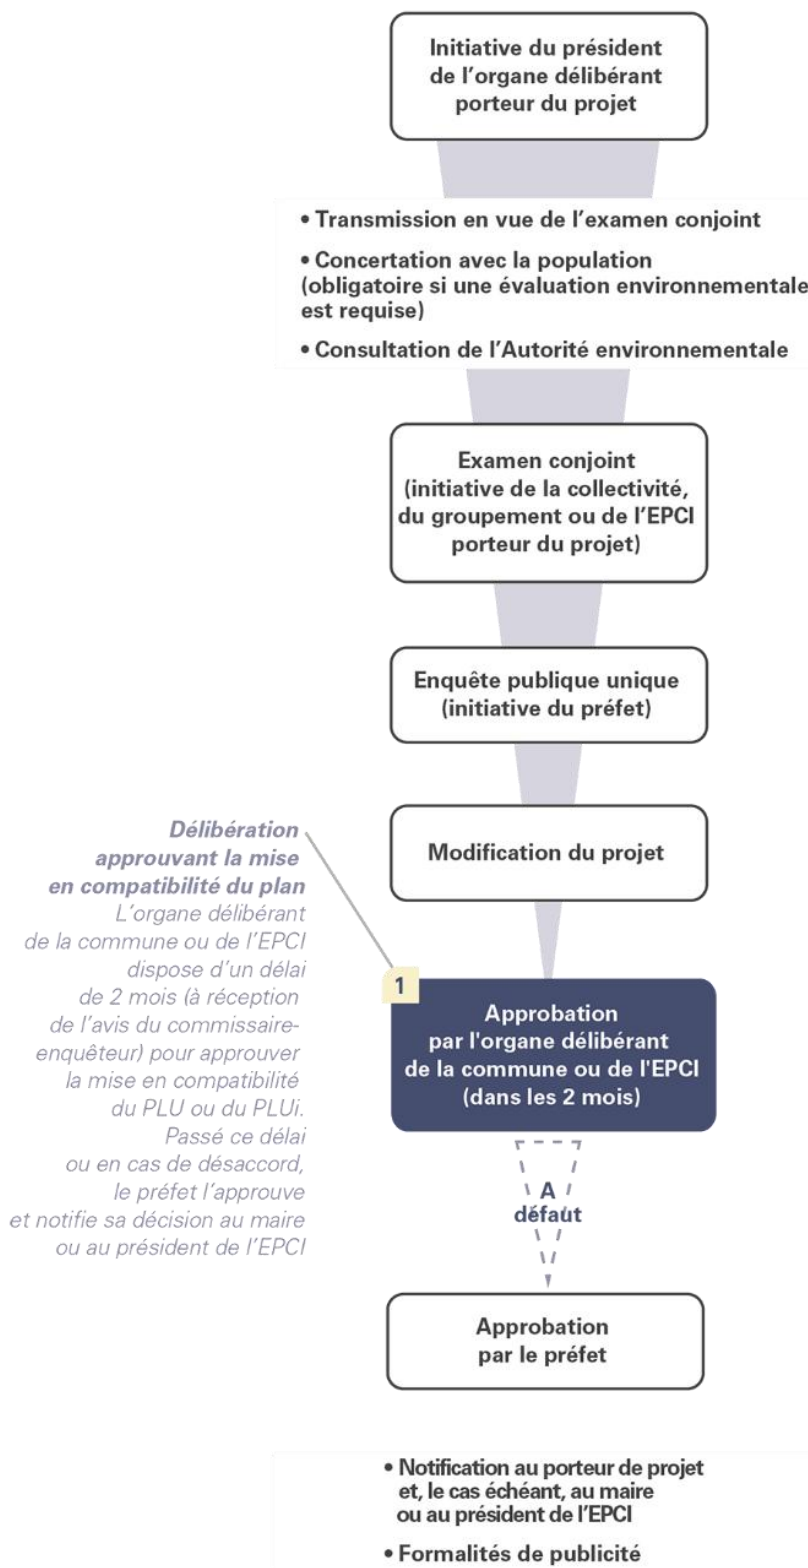 Initiative du président
de l’organe délibérant
porteur du projet
• Transmission en vue de l’examen conjoint
• Concertation avec la population
(obligatoire si une évaluation environnementale
est requise)
• Consultation de l’Autorité environnementale
Examen conjoint
(initiative de la collectivité,
du groupement ou de l’EPCI
porteur du projet)
Enquête publique unique
(initiative du préfet)
Modification du projet
Délibération
approuvant la mise
en compatibilité du plan
L’organe délibérant
de la commune ou de l’EPCI
dispose d’un délai
de 2 mois (à réception
de l’avis du commissaire-
enquêteur) pour approuver
la mise en compatibilité
du PLU ou du PLUi.
Passé ce délai
ou en cas de désaccord,
le préfet l’approuve
et notifie sa décision au maire
ou au président de l’EPCI
1
Approbation
par l'organe délibérant
de la commune ou de l'EPCI
(dans les 2 mois)
A
défaut
Approbation
par le préfet
• Notification au porteur de projet
et, le cas échéant, au maire
ou au président de l’EPCI
• Formalités de publicité